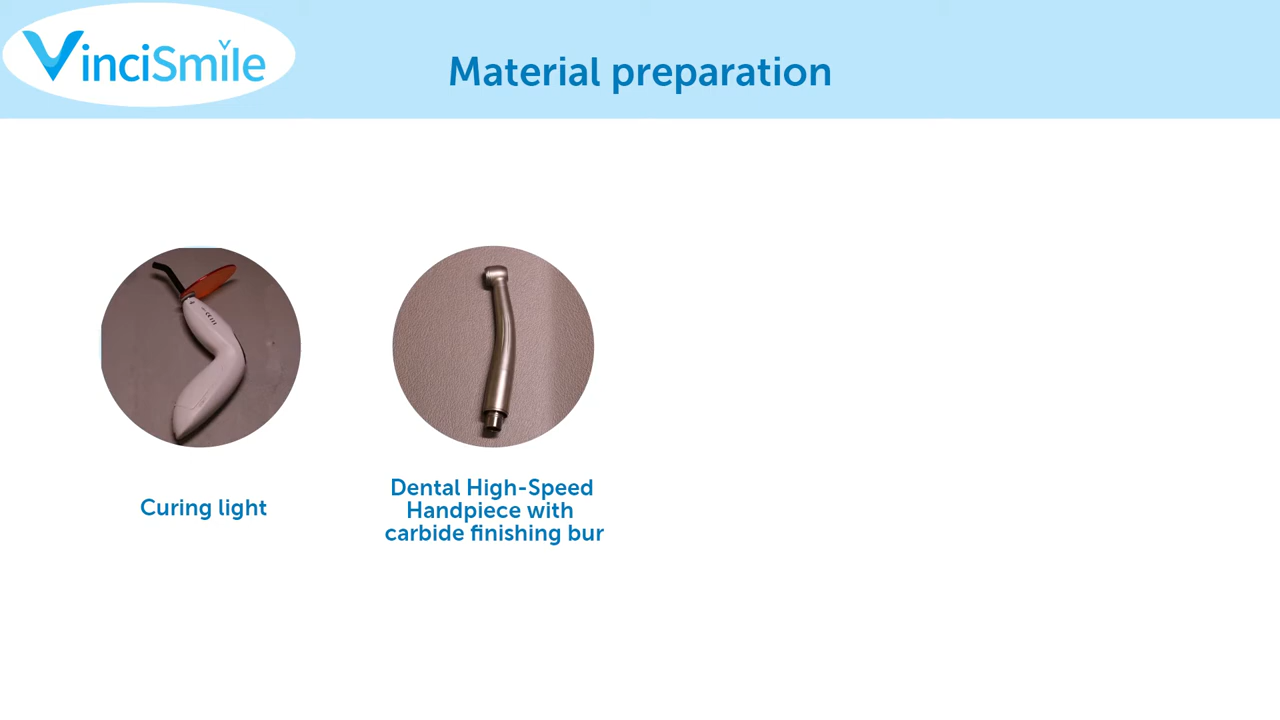 VinciSmile
Material preparation
Curing light
Dental High-Speed
Handpiece with
carbide finishing bur